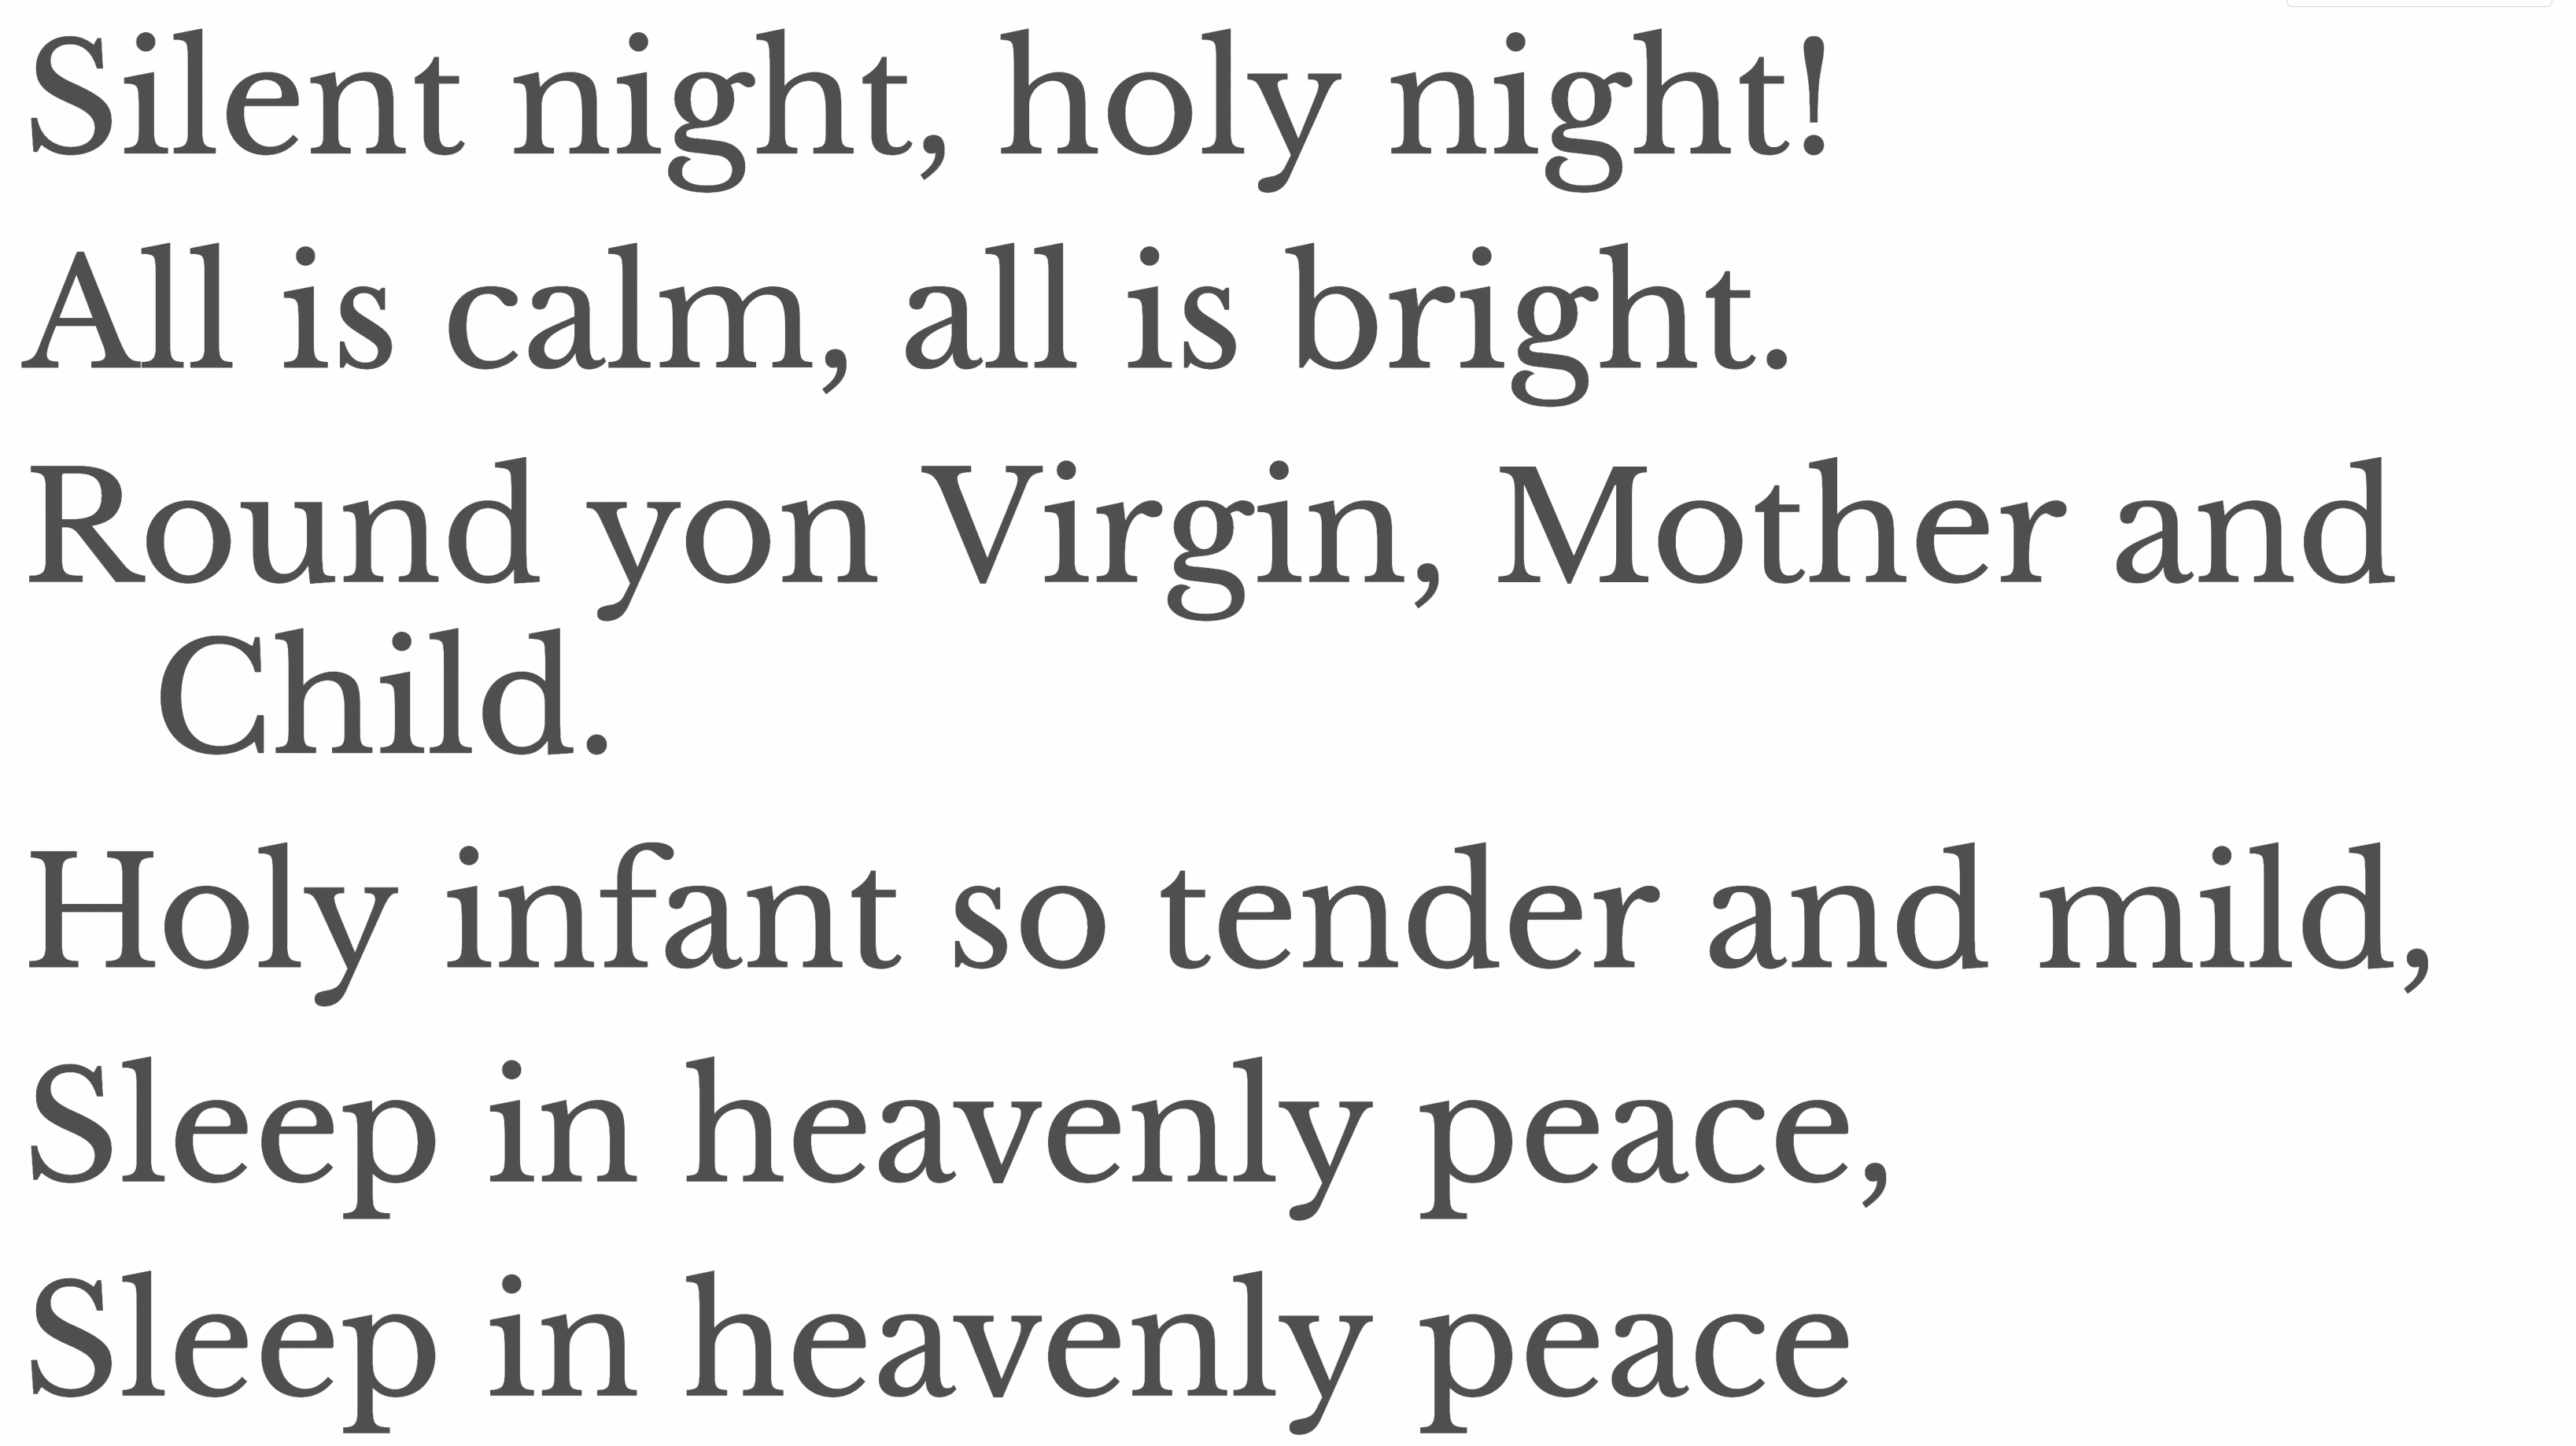 Silent night, holy night!
All is calm, all is bright.
Round yon Virgin, Mother and
Child.
Holy infant so tender and mild,
Sleep in heavenly peace,
Sleep in heavenly peace